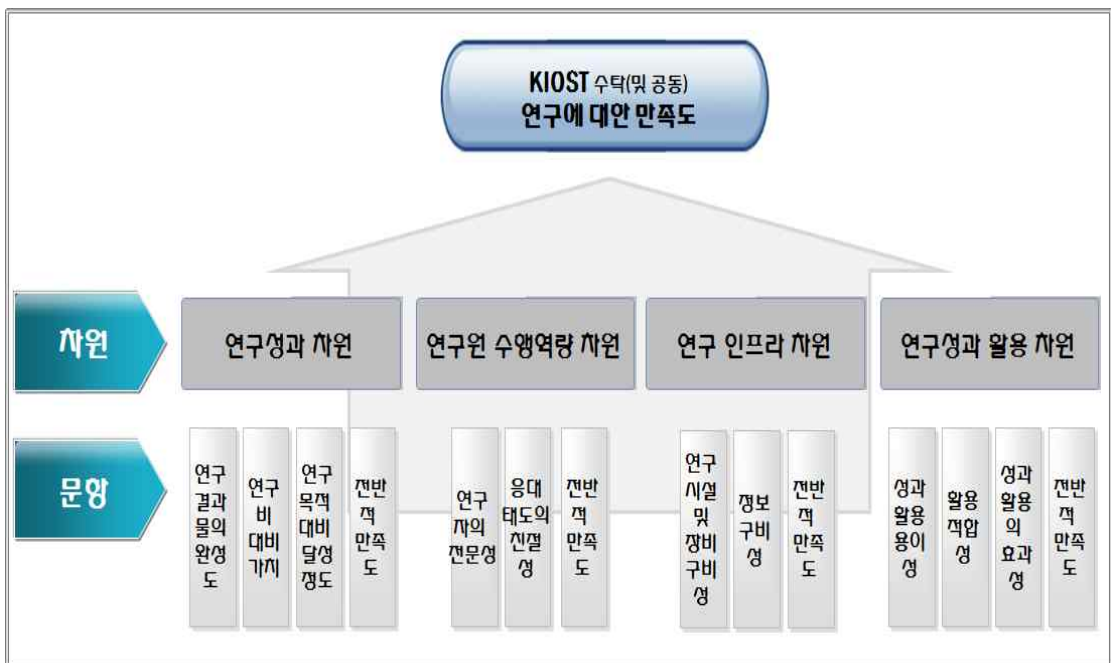 KIOST 수탁(및 공동)
연구에 대한 만족도
차원
연구성과 차원
연구원 수행역량 차원
연구 인프라 차원
연구성과 활용 차원
문항
연구
결과
물의
완성
도
연구
비
대비
가치
연구
목적
대비
달성
정도
전반
적
만족
도
연구
자의
전문성
응대
태도의
친절
성
전반
적
만족
도
연구
시설
및
장비
구비
성
정보
구비
성
전반
적
만족
도
성과
활용
용이
성
활용
적합
성
성과
활용
의
효과
성
전반
적
만족
도